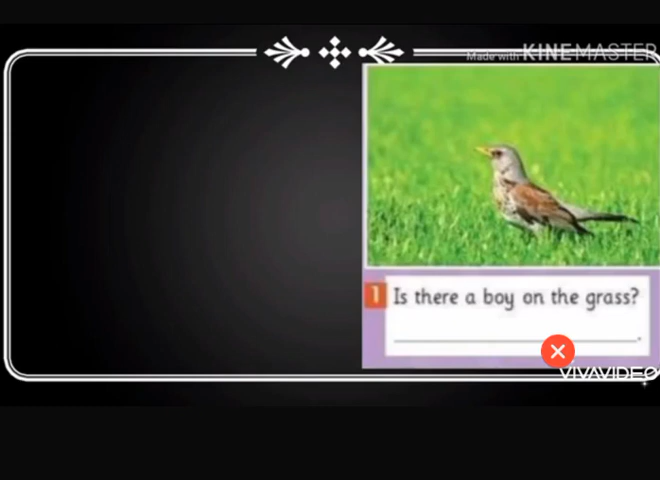 Made with KINEMASTER
1 Is there a boy on the grass?
.
VIVAVIDEO